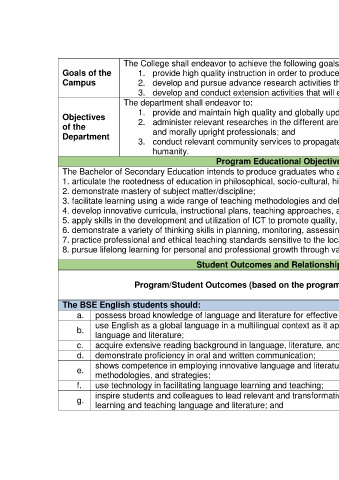 The College shall endeavor to achieve the following goals
Goals of the
Campus
1. provide high quality instruction in order to produce
2. develop and pursue advance research activities th
3. develop and conduct extension activities that will e
The department shall endeavor to:
Objectives
of the
Department
1. provide and maintain high quality and globally upd
2. administer relevant researches in the different are
and morally upright professionals; and
3. conduct relevant community services to propagate
humanity.
Program Educational Objective
The Bachelor of Secondary Education intends to produce graduates who a
1. articulate the rootedness of education in philosophical, socio-cultural, hi
2. demonstrate mastery of subject matter/discipline;
3. facilitate learning using a wide range of teaching methodologies and del
4. develop innovative curricula, instructional plans, teaching approaches, a
5. apply skills in the development and utilization of ICT to promote quality,
6. demonstrate a variety of thinking skills in planning, monitoring, assessin
7. practice professional and ethical teaching standards sensitive to the loca
8. pursue lifelong learning for personal and professional growth through va
Student Outcomes and Relationship
Program/Student Outcomes (based on the program
The BSE English students should:
a. possess broad knowledge of language and literature for effective
b. use English as a global language in a multilingual context as it ap
language and literature;
c. acquire extensive reading background in language, literature, and
d. demonstrate proficiency in oral and written communication;
e. shows competence in employing innovative language and literatu
methodologies, and strategies;
f. use technology in facilitating language learning and teaching;
g. inspire students and colleagues to lead relevant and transformativ
learning and teaching language and literature; and